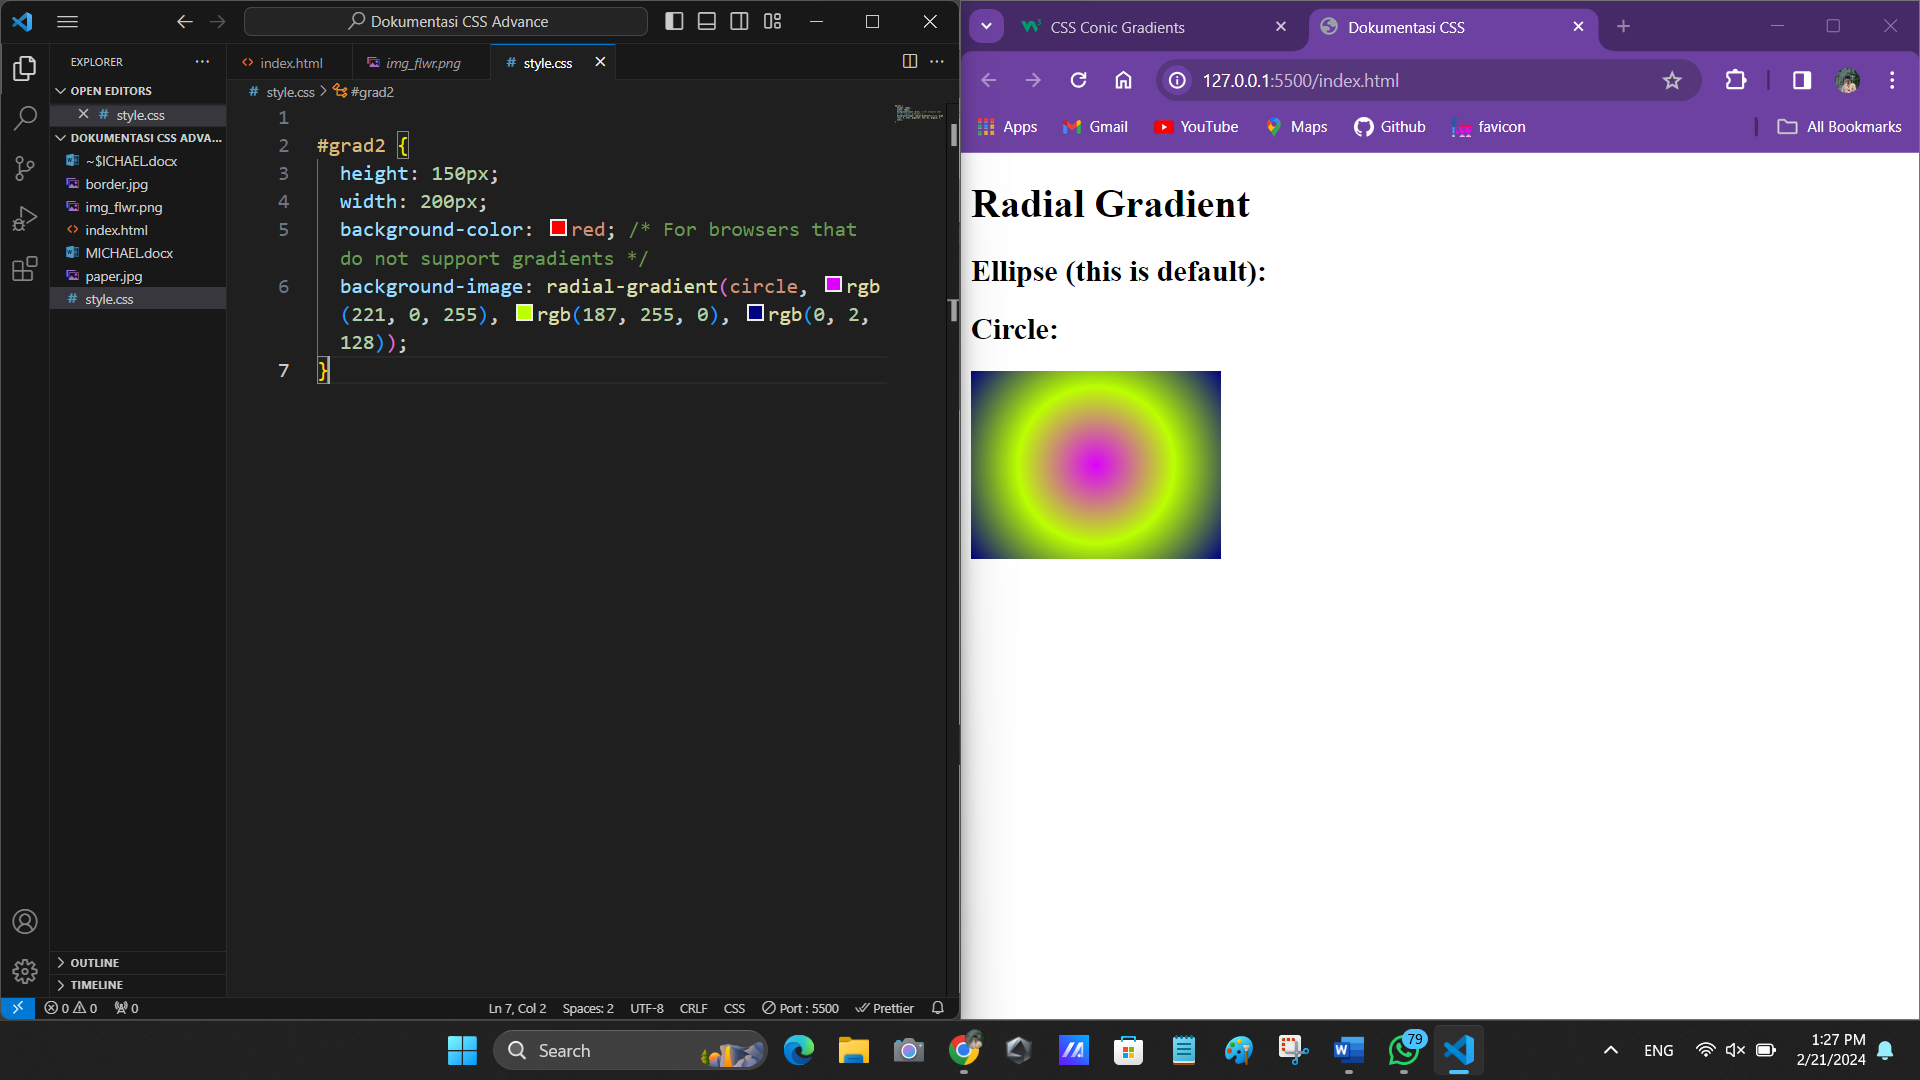 Dokumentasi CSS Advance
EXPLORER
OPEN EDITORS
# style.css
DOKUMENTASI CSS ADVA...
~$ICHAEL.docx
border.jpg
img_flwr.png
index.html
MICHAEL.docx
paper.jpg
# style.css
OUTLINE
TIMELINE
index.html
img_flwr.png
# style.css
# style.css > #grad2
1
2 #grad2 {
3 height: 150px;
4 width: 200px;
5 background-color: red; /* For browsers that
do not support gradients */
6 background-image: radial-gradient(circle, rgb
(221, 0, 255), rgb(187, 255, 0), rgb(0, 2,
128));
7 }
0 0 0
Ln 7, Col 2 Spaces: 2 UTF-8 CRLF CSS Port : 5500 Prettier
CSS Conic Gradients
Dokumentasi CSS
127.0.0.1:5500/index.html
Apps Gmail YouTube Maps Github favicon All Bookmarks
Radial Gradient
Ellipse (this is default):
Circle:
Search
79
ENG
1:27 PM
2/21/2024